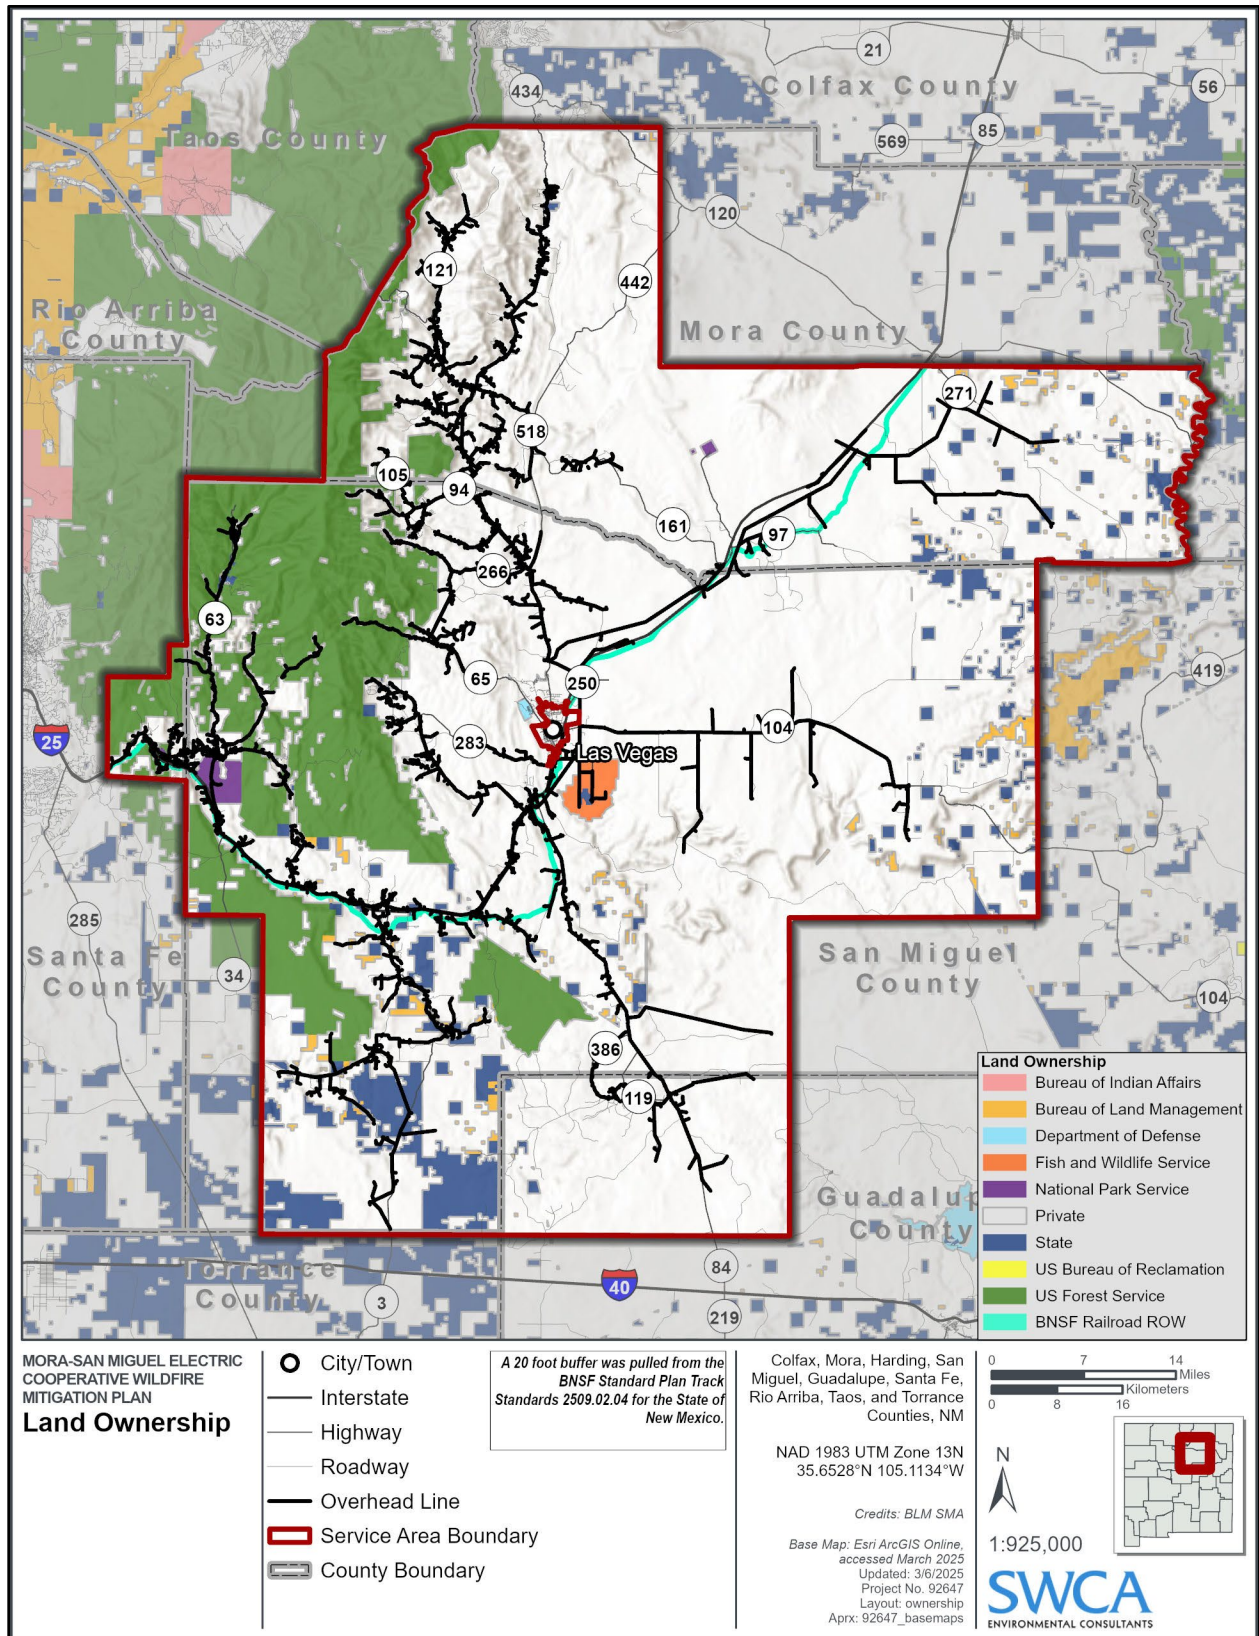 21
Colfax County
434
56
Taos County
569
85
120
121
442
Rio Arriba
County
Mora County
271
518
105
94
161
97
266
63
65
250
419
25
104
283
Las Vegas
285
Santa Fe
County
34
San Miguel
County
104
386
119
Guadalup
County
Torrance
County
3
40
84
219
Land Ownership
Bureau of Indian Affairs
Bureau of Land Management
Department of Defense
Fish and Wildlife Service
National Park Service
Private
State
US Bureau of Reclamation
US Forest Service
BNSF Railroad ROW
MORA-SAN MIGUEL ELECTRIC
COOPERATIVE WILDFIRE
MITIGATION PLAN
Land Ownership
City/Town
Interstate
Highway
Roadway
Overhead Line
Service Area Boundary
County Boundary
A 20 foot buffer was pulled from the
BNSF Standard Plan Track
Standards 2509.02.04 for the State of
New Mexico.
Colfax, Mora, Harding, San
Miguel, Guadalupe, Santa Fe,
Rio Arriba, Taos, and Torrance
Counties, NM
NAD 1983 UTM Zone 13N
35.6528°N 105.1134°W
Credits: BLM SMA
Base Map: Esri ArcGIS Online,
accessed March 2025
Updated: 3/6/2025
Project No. 92647
Layout: ownership
Aprx: 92647_basemaps
0 7 14
Miles
Kilometers
0 8 16
N
1:925,000
SWCA
ENVIRONMENTAL CONSULTANTS